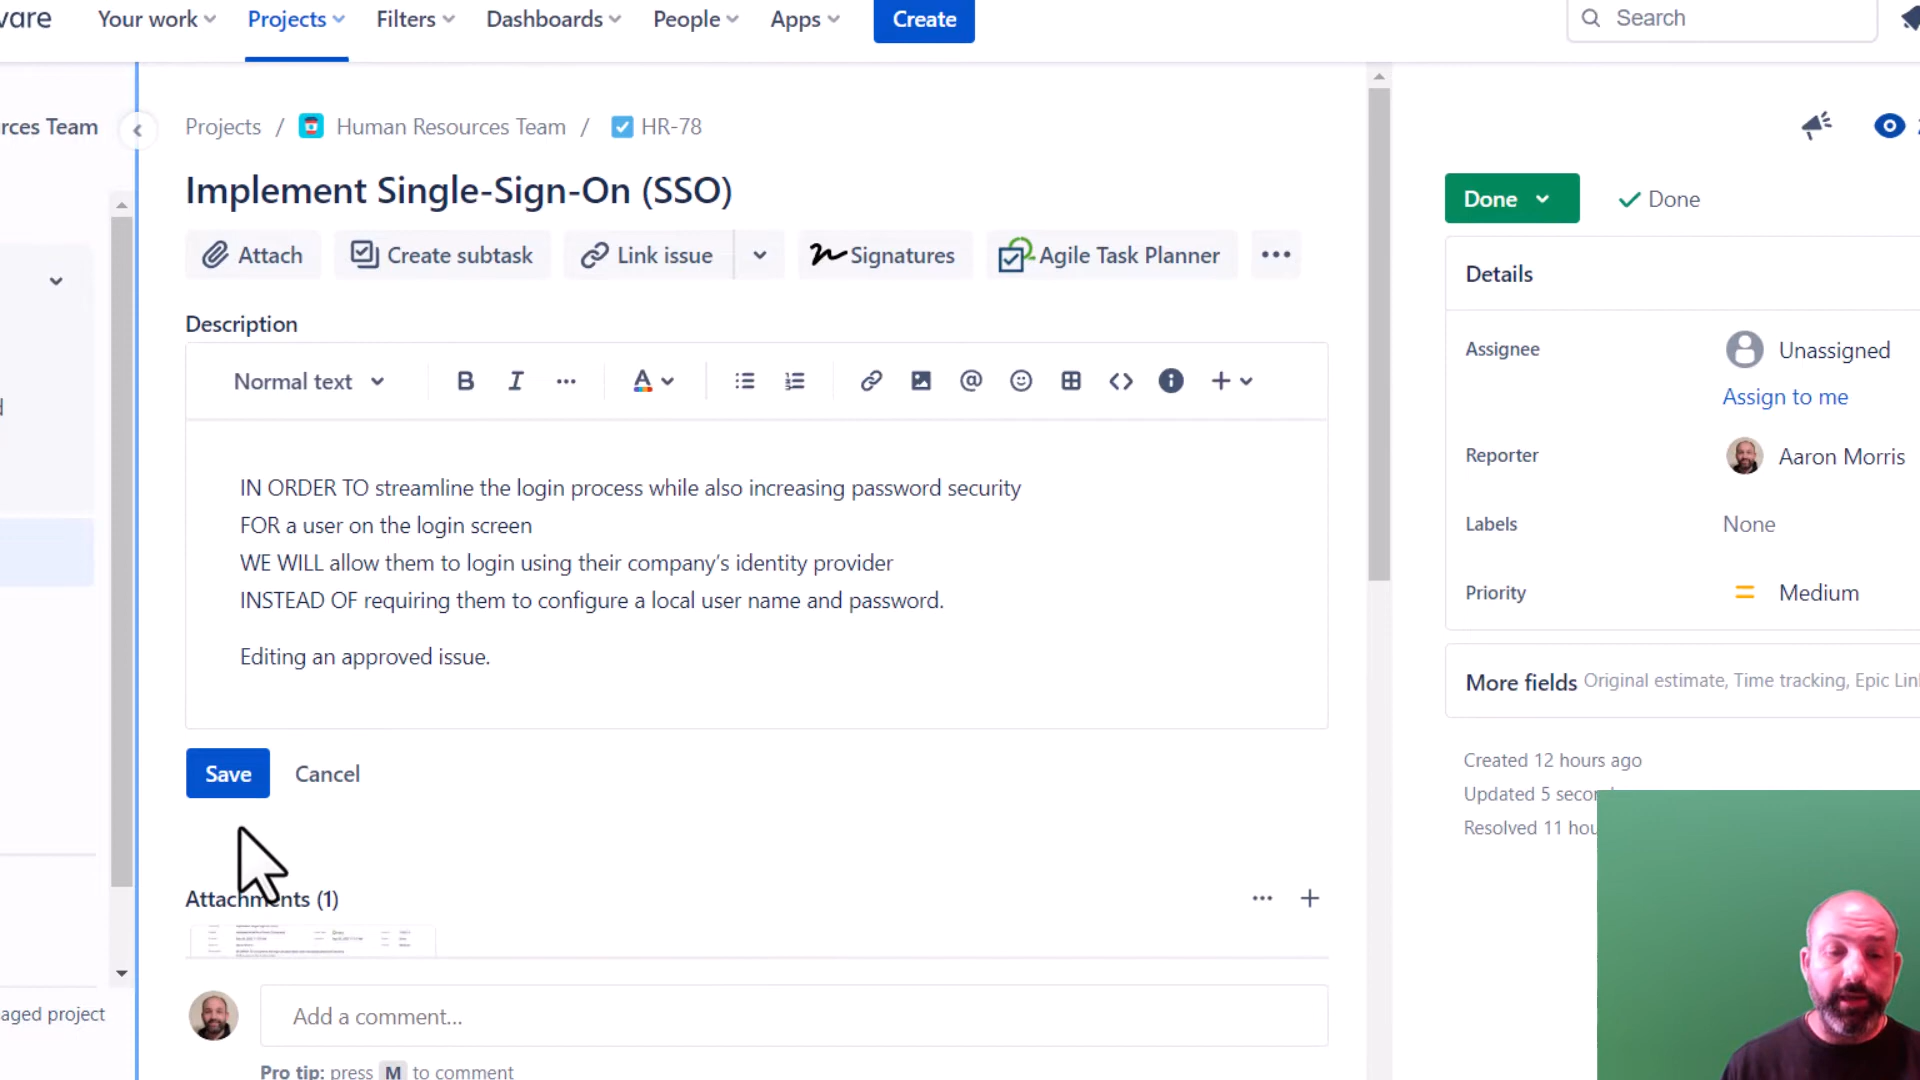 Your work
Projects
Filters
Dashboards
People
Apps
Create
Search
Projects / Human Resources Team / HR-78
Implement Single-Sign-On (SSO)
Attach
Create subtask
Link issue
Signatures
Agile Task Planner
Description
Normal text
IN ORDER TO streamline the login process while also increasing password security
FOR a user on the login screen
WE WILL allow them to login using their company's identity provider
INSTEAD OF requiring them to configure a local user name and password.
Editing an approved issue.
Save
Cancel
Attachments (1)
Add a comment...
Pro tip: press M to comment
Team
project
Done
Done
Details
Assignee
Unassigned
Assign to me
Reporter
Aaron Morris
Labels
None
Priority
Medium
More fields Original estimate, Time tracking, Epic
Created 12 hours ago
Updated 5
Resolved 11